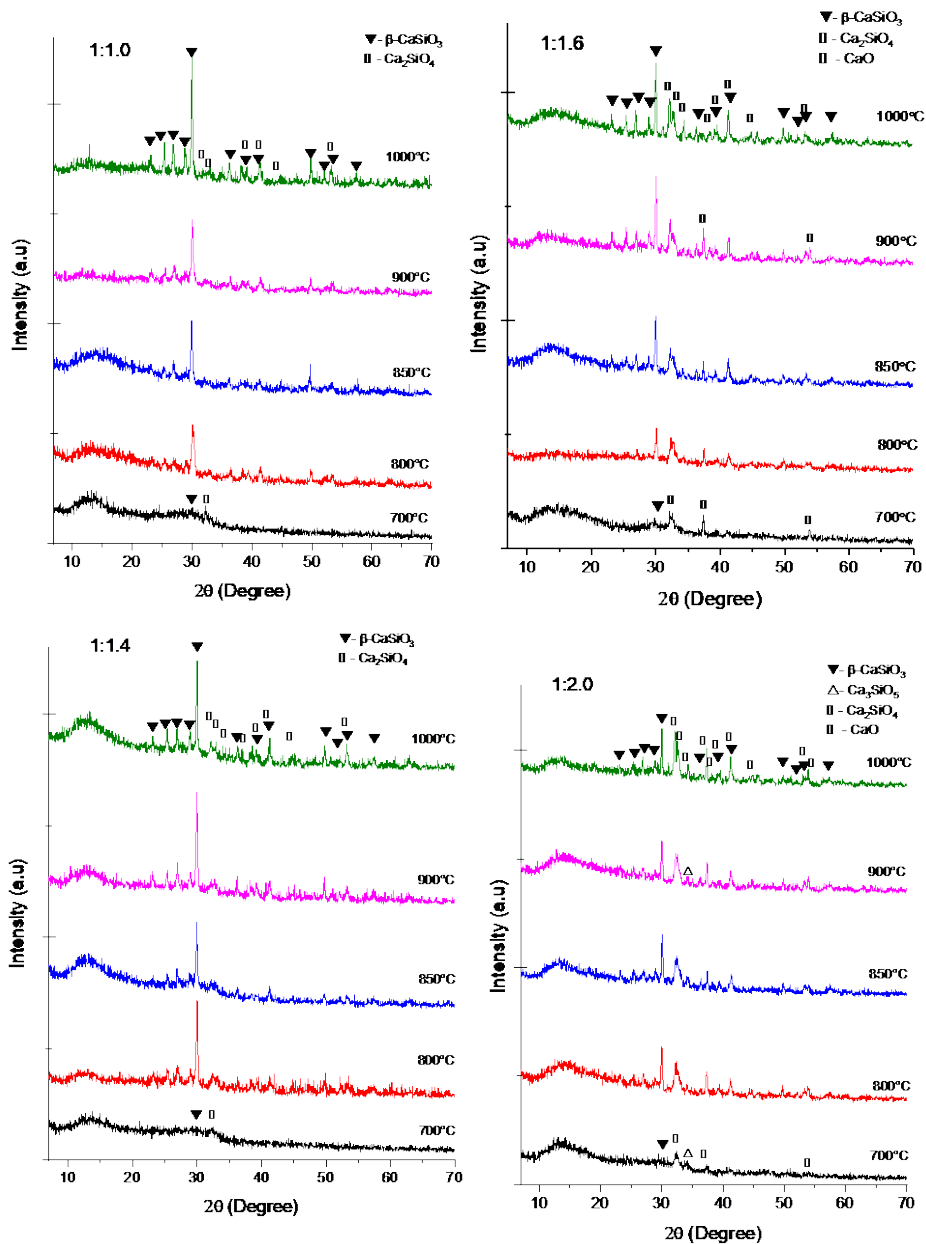 1:1.0
▼- β-CaSiO₃
▯ - Ca₂SiO₄
1000°C
900°C
850°C
800°C
700°C
Intensity (a.u)
10 20 30 40 50 60 70
2θ (Degree)
1:1.6
▼- β-CaSiO₃
▯ - Ca₂SiO₄
▯ - CaO
1000°C
900°C
850°C
800°C
700°C
Intensity (a.u)
10 20 30 40 50 60 70
2θ (Degree)
1:1.4
▼- β-CaSiO₃
▯ - Ca₂SiO₄
1000°C
900°C
850°C
800°C
700°C
Intensity (a.u)
10 20 30 40 50 60 70
2θ (Degree)
1:2.0
▼- β-CaSiO₃
△ - Ca₃SiO₅
▯ - Ca₂SiO₄
▯ - CaO
1000°C
900°C
850°C
800°C
700°C
Intensity (a.u)
10 20 30 40 50 60 70
2θ (Degree)